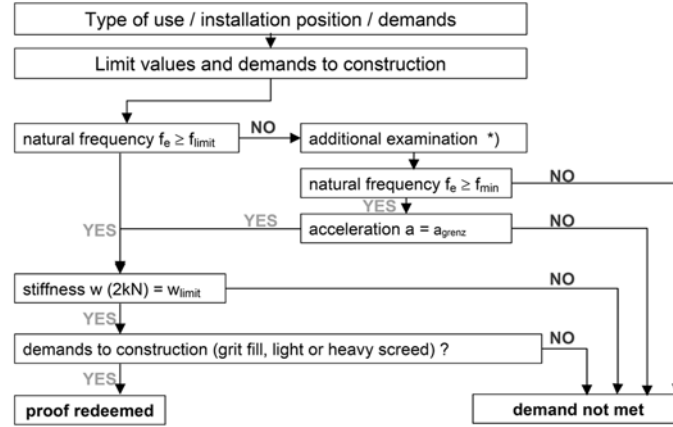 Type of use / installation position / demands
Limit values and demands to construction
natural frequency fe ≥ flimit
NO
additional examination *)
natural frequency fe ≥ fmin
NO
YES
YES
YES
acceleration a = agrenz
NO
stiffness w (2kN) = wlimit
NO
YES
demands to construction (grit fill, light or heavy screed) ?
NO
YES
proof redeemed
demand not met